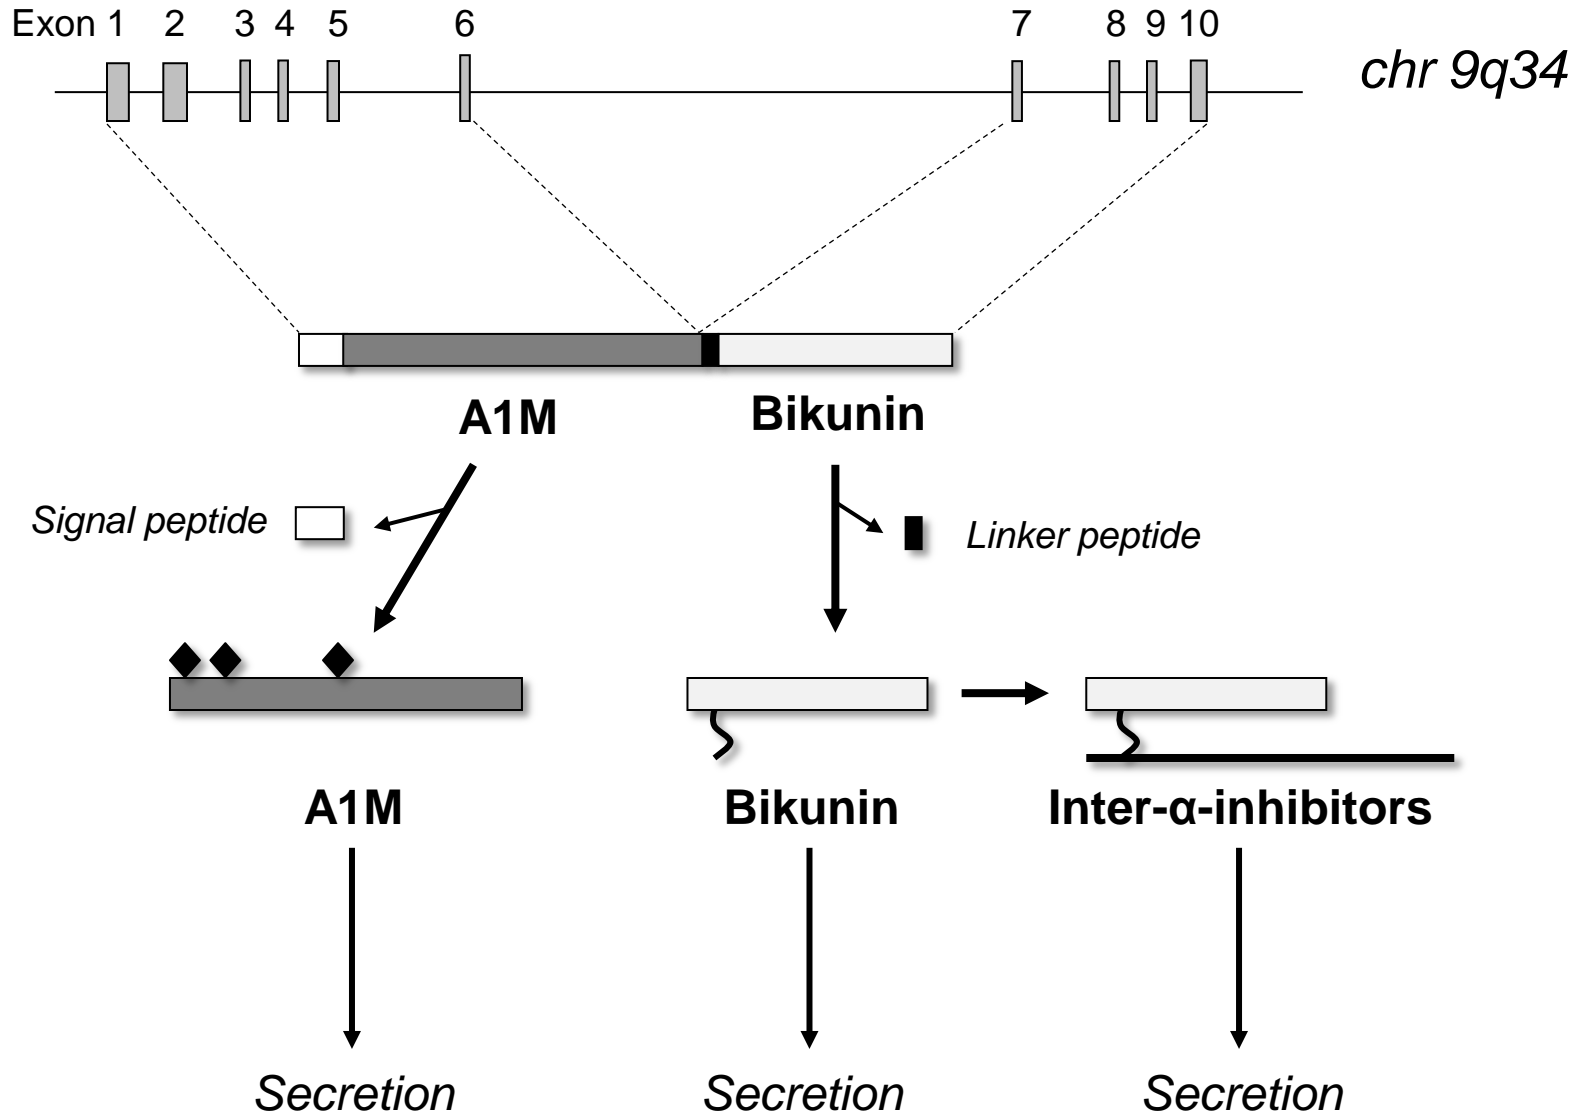 Exon 1 2 3 4 5 6 7 8 9 10
chr 9q34
A1M Bikunin
Signal peptide
Linker peptide
A1M Bikunin Inter-α-inhibitors
Secretion Secretion Secretion